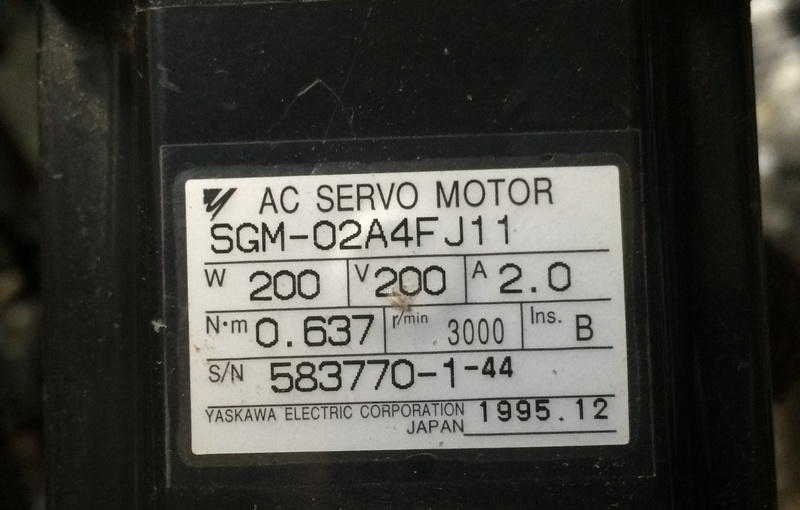 AC SERVO MOTOR
SGM-02A4FJ11
W 200 V 200 A 2.0
N·m 0.637 r/min 3000 Ins. B
S/N 583770-1-44
YASKAWA ELECTRIC CORPORATION 1995.12
JAPAN